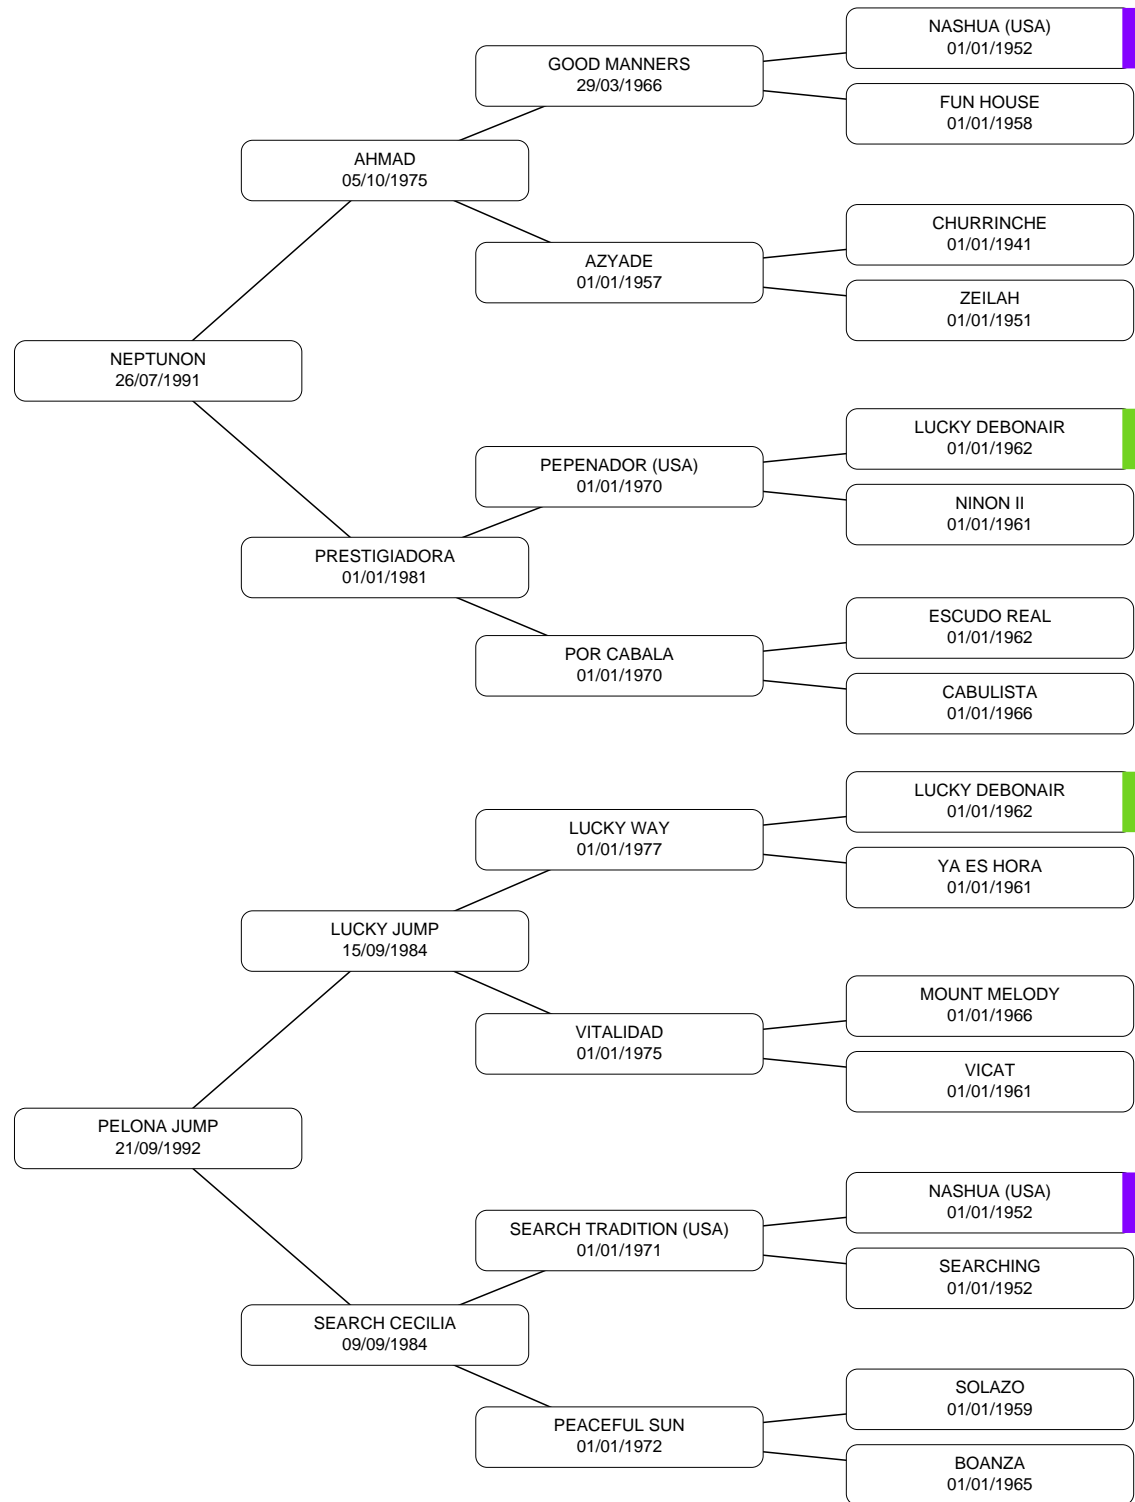 NASHUA (USA)
01/01/1952
GOOD MANNERS
29/03/1966
FUN HOUSE
01/01/1958
AHMAD
05/10/1975
CHURRINCHE
01/01/1941
AZYADE
01/01/1957
ZEILAH
01/01/1951
NEPTUNON
26/07/1991
LUCKY DEBONAIR
01/01/1962
PEPENADOR (USA)
01/01/1970
NINON II
01/01/1961
PRESTIGIADORA
01/01/1981
ESCUDO REAL
01/01/1962
POR CABALA
01/01/1970
CABULISTA
01/01/1966
LUCKY DEBONAIR
01/01/1962
LUCKY WAY
01/01/1977
YA ES HORA
01/01/1961
LUCKY JUMP
15/09/1984
MOUNT MELODY
01/01/1966
VITALIDAD
01/01/1975
VICAT
01/01/1961
PELONA JUMP
21/09/1992
NASHUA (USA)
01/01/1952
SEARCH TRADITION (USA)
01/01/1971
SEARCHING
01/01/1952
SEARCH CECILIA
09/09/1984
SOLAZO
01/01/1959
PEACEFUL SUN
01/01/1972
BOANZA
01/01/1965